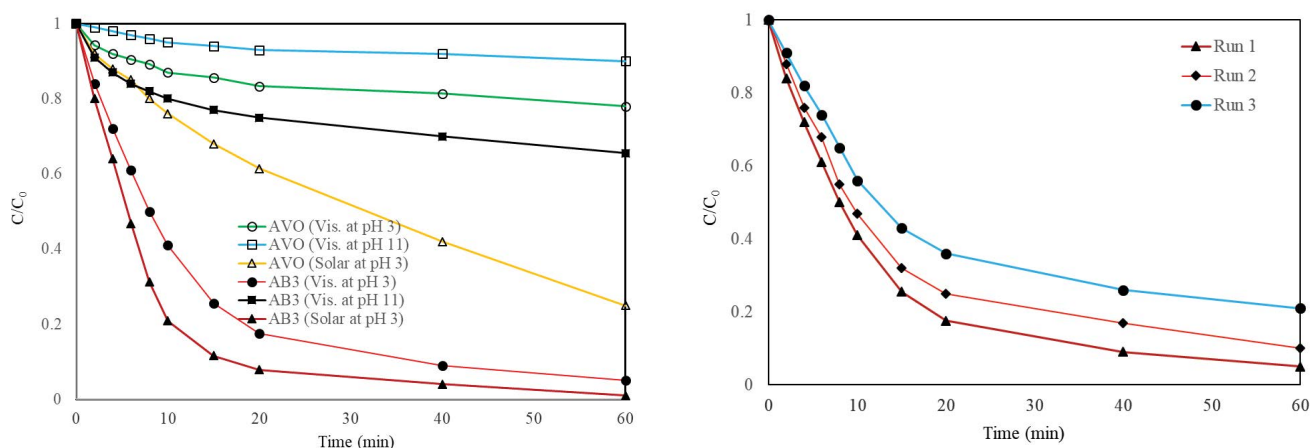 1
0.8
0.6
0.4
0.2
0
C/C0
0 10 20 30 40 50 60
Time (min)
AVO (Vis. at pH 3)
AVO (Vis. at pH 11)
AVO (Solar at pH 3)
AB3 (Vis. at pH 3)
AB3 (Vis. at pH 11)
AB3 (Solar at pH 3)
1
0.8
0.6
0.4
0.2
0
C/C0
0 10 20 30 40 50 60
Time (min)
Run 1
Run 2
Run 3